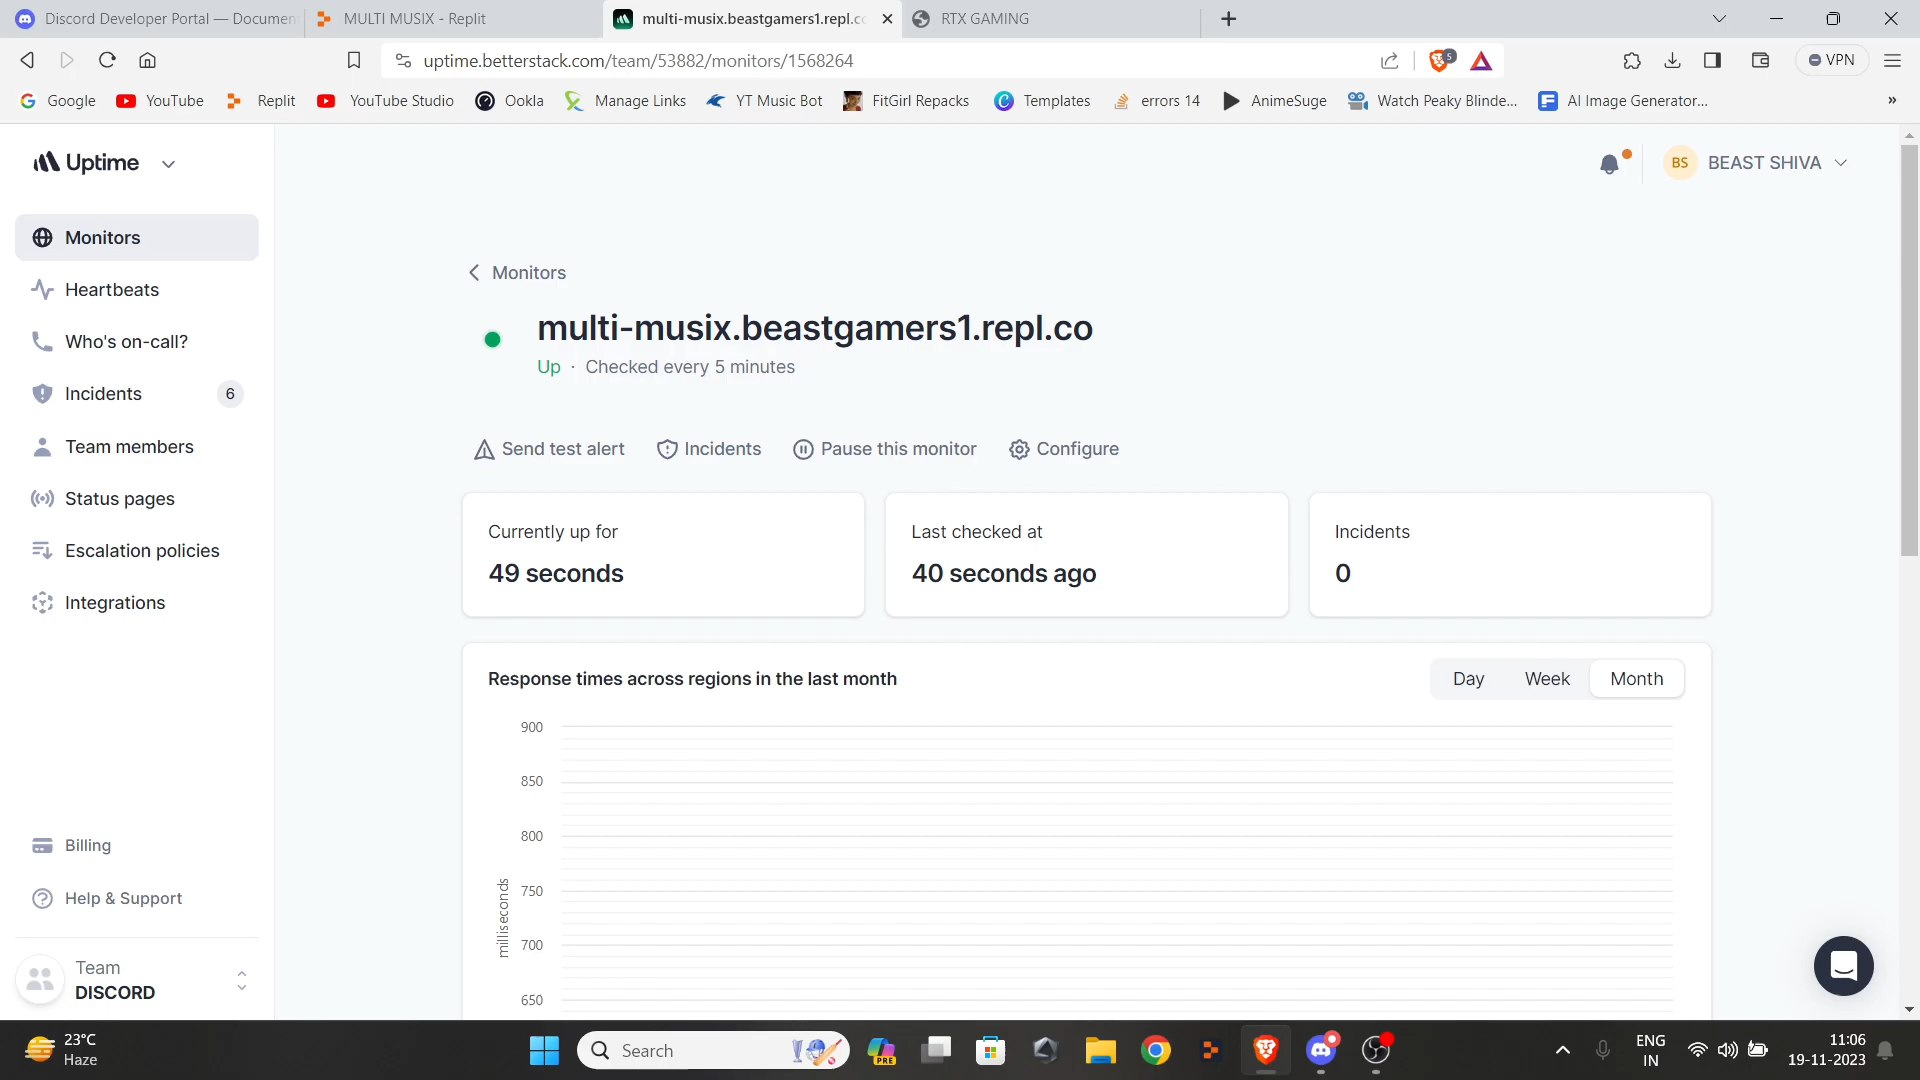 Discord Developer Portal — Documen
MULTI MUSIX - Replit
multi-musix.beastgamers1.repl.co
RTX GAMING
uptime.betterstack.com/team/53882/monitors/1568264
5
VPN
Google
YouTube
Replit
YouTube Studio
Ookla
Manage Links
YT Music Bot
FitGirl Repacks
Templates
errors 14
AnimeSuge
Watch Peaky Blinde...
AI Image Generator...
»
Uptime
BS
BEAST SHIVA
Monitors
Heartbeats
Who's on-call?
Incidents
6
Team members
Status pages
Escalation policies
Integrations
Billing
Help & Support
Team
DISCORD
Monitors
multi-musix.beastgamers1.repl.co
Up · Checked every 5 minutes
Send test alert
Incidents
Pause this monitor
Configure
Currently up for
49 seconds
Last checked at
40 seconds ago
Incidents
0
Response times across regions in the last month
Day
Week
Month
900
850
800
750
700
650
milliseconds
23°C
Haze
Search
PRE
ENG
IN
11:06
19-11-2023